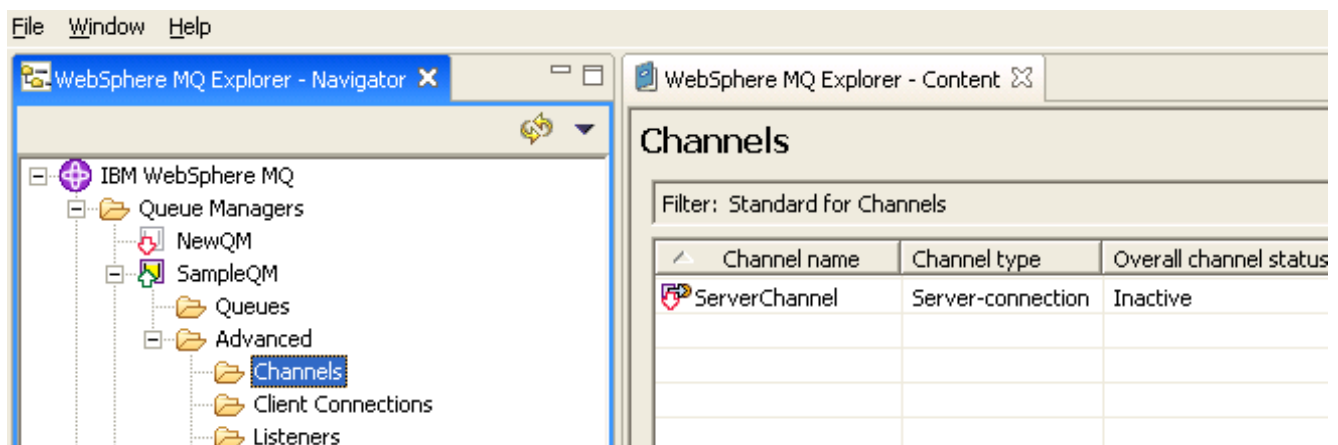 File Window Help
WebSphere MQ Explorer - Navigator
WebSphere MQ Explorer - Content
IBM WebSphere MQ
Queue Managers
NewQM
SampleQM
Queues
Advanced
Channels
Client Connections
Listeners
Channels
Filter: Standard for Channels
Channel name Channel type Overall channel status
ServerChannel Server-connection Inactive